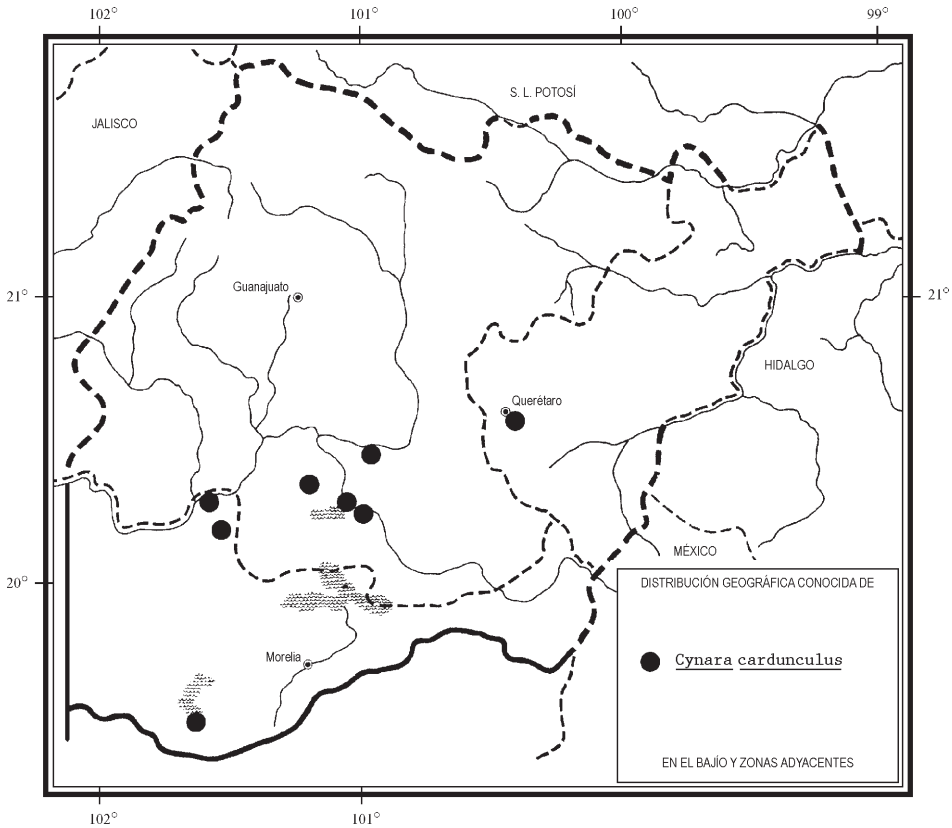 102° 101° 100° 99°
S. L. POTOSÍ
JALISCO
Guanajuato
21° 21°
HIDALGO
Querétaro
MÉXICO
20°
DISTRIBUCIÓN GEOGRÁFICA CONOCIDA DE
Cynara cardunculus
Morelia
EN EL BAJÍO Y ZONAS ADYACENTES
102° 101°